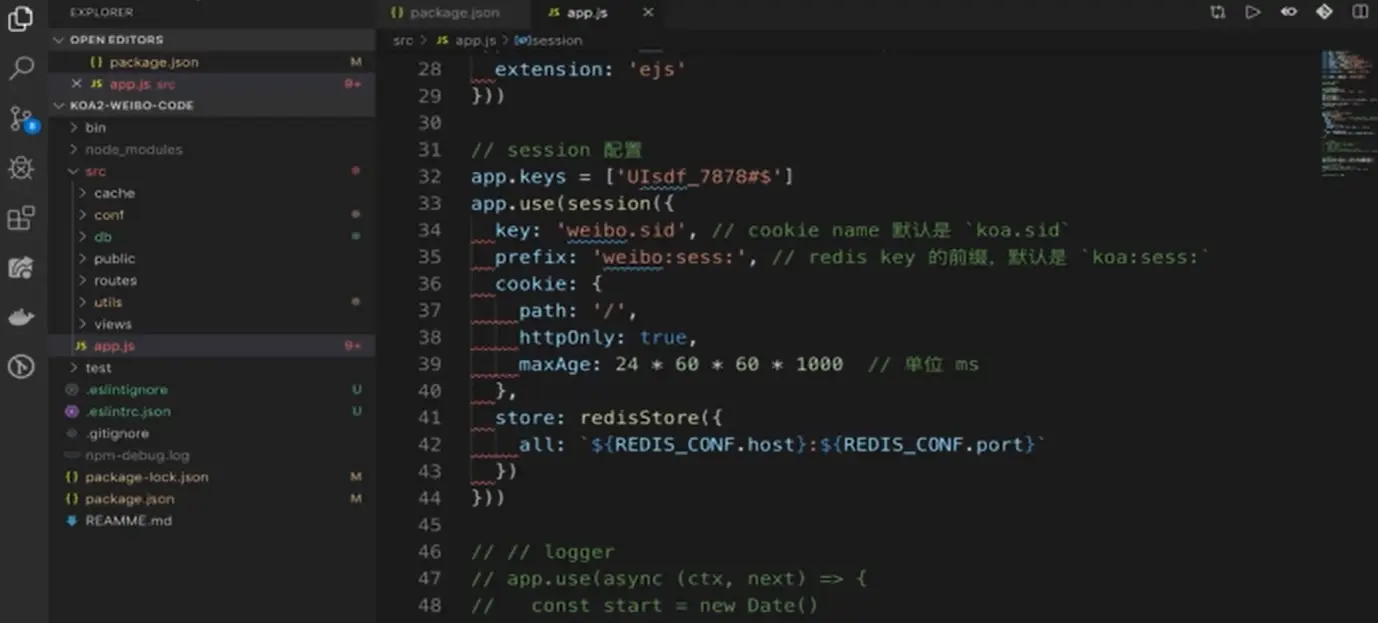 EXPLORER
OPEN EDITORS
{} package.json M
× JS app.js src 9+
KOA2-WEIBO-CODE
> bin
> node_modules
src
> cache
> conf
> db
> public
> routes
> utils
> views
JS app.js 9+
> test
.eslintignore U
.eslintrc.json U
.gitignore
npm-debug.log
{} package-lock.json M
{} package.json M
REAMME.md
8
{} package.json JS app.js ×
src > JS app.js > session
28 extension: 'ejs'
29 }))
30
31 // session 配置
32 app.keys = ['UIsdf_7878#$']
33 app.use(session({
34 key: 'weibo.sid', // cookie name 默认是 `koa.sid`
35 prefix: 'weibo:sess:', // redis key 的前缀，默认是 `koa:sess:`
36 cookie: {
37 path: '/',
38 httpOnly: true,
39 maxAge: 24 * 60 * 60 * 1000 // 单位 ms
40 },
41 store: redisStore({
42 all: `${REDIS_CONF.host}:${REDIS_CONF.port}`
43 })
44 }))
45
46 // // logger
47 // app.use(async (ctx, next) => {
48 // const start = new Date()